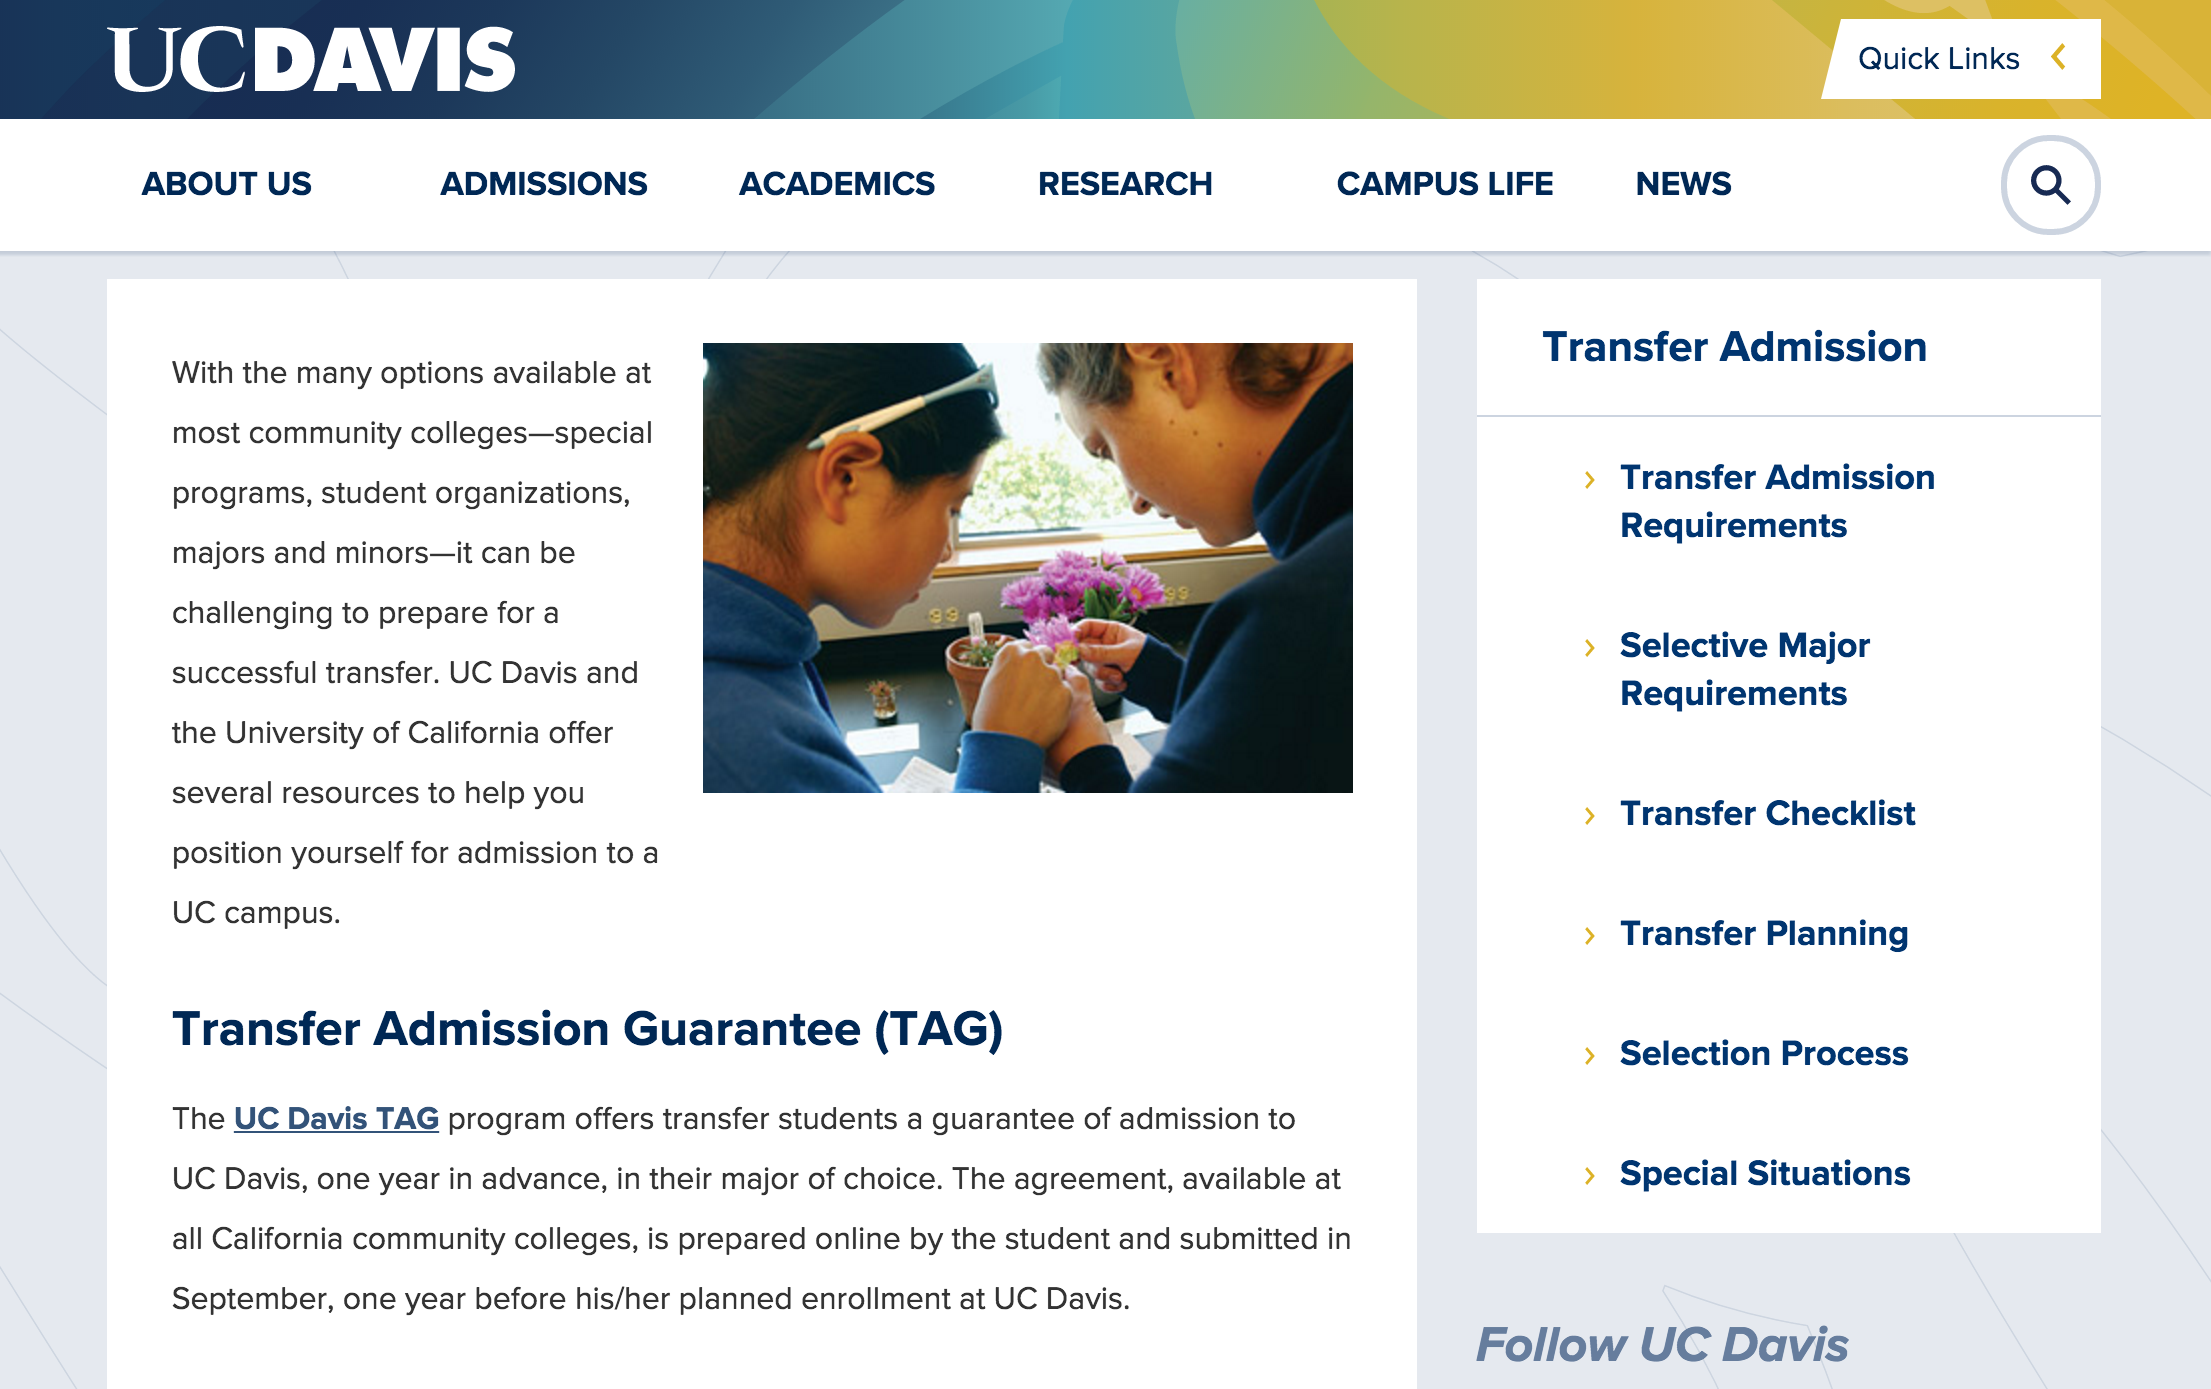 UCDAVIS
Quick Links
ABOUT US ADMISSIONS ACADEMICS RESEARCH CAMPUS LIFE NEWS
With the many options available at
most community colleges—special
programs, student organizations,
majors and minors—it can be
challenging to prepare for a
successful transfer. UC Davis and
the University of California offer
several resources to help you
position yourself for admission to a
UC campus.
Transfer Admission Guarantee (TAG)
The UC Davis TAG program offers transfer students a guarantee of admission to
UC Davis, one year in advance, in their major of choice. The agreement, available at
all California community colleges, is prepared online by the student and submitted in
September, one year before his/her planned enrollment at UC Davis.
Transfer Admission
Transfer Admission
Requirements
Selective Major
Requirements
Transfer Checklist
Transfer Planning
Selection Process
Special Situations
Follow UC Davis